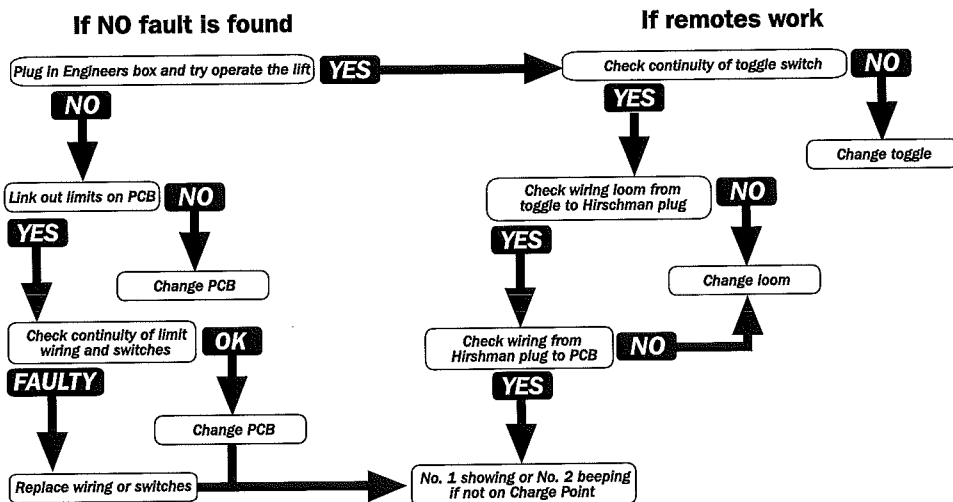 If NO fault is found
Plug in Engineers box and try operate the lift
YES
NO
Link out limits on PCB
NO
YES
Change PCB
Check continuity of limit
wiring and switches
OK
FAULTY
Change PCB
Replace wiring or switches
If remotes work
Check continuity of toggle switch
NO
YES
Change toggle
Check wiring loom from
toggle to Hirschman plug
NO
YES
Change loom
Check wiring from
Hirshman plug to PCB
NO
YES
No. 1 showing or No. 2 beeping
if not on Charge Point